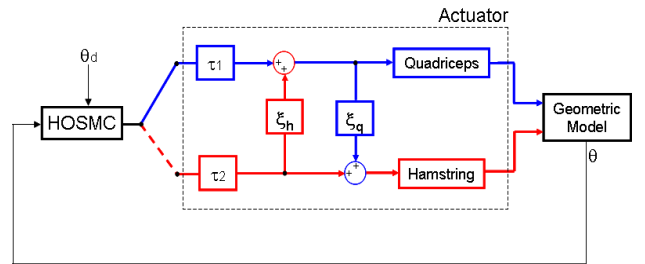 Actuator
θd
τ1
++
Quadriceps
HOSMC
ξh
ξq
Geometric
Model
θ
τ2
++
Hamstring